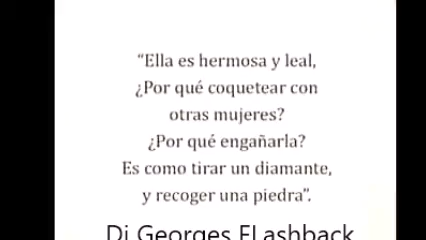 “Ella es hermosa y leal,
¿Por qué coquetear con
otras mujeres?
¿Por qué engañarla?
Es como tirar un diamante,
y recoger una piedra”.
Dj Georges FLashback